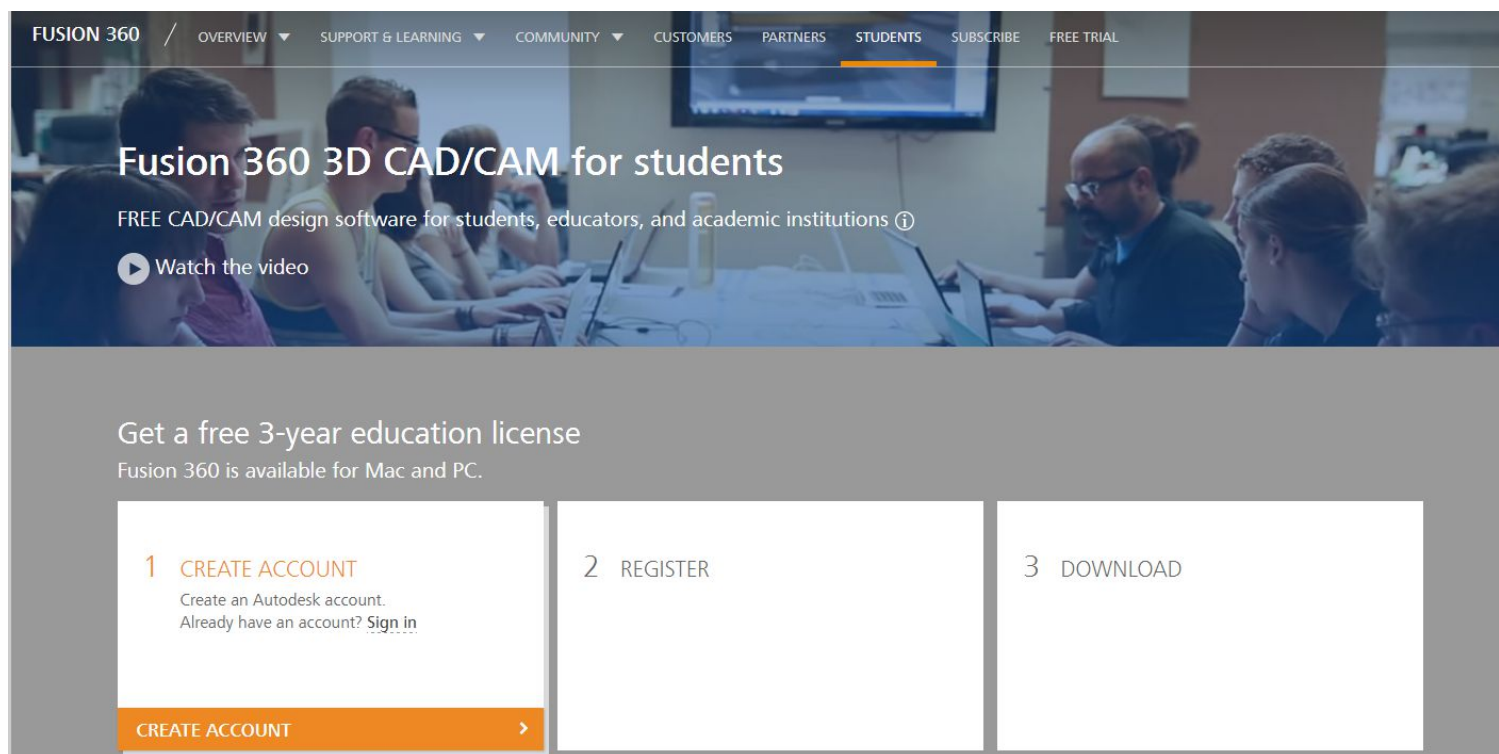 FUSION 360 / OVERVIEW ▼ SUPPORT & LEARNING ▼ COMMUNITY ▼ CUSTOMERS PARTNERS STUDENTS SUBSCRIBE FREE TRIAL
Fusion 360 3D CAD/CAM for students
FREE CAD/CAM design software for students, educators, and academic institutions ⓘ
Watch the video
Get a free 3-year education license
Fusion 360 is available for Mac and PC.
1 CREATE ACCOUNT
Create an Autodesk account.
Already have an account? Sign in
CREATE ACCOUNT >
2 REGISTER
3 DOWNLOAD